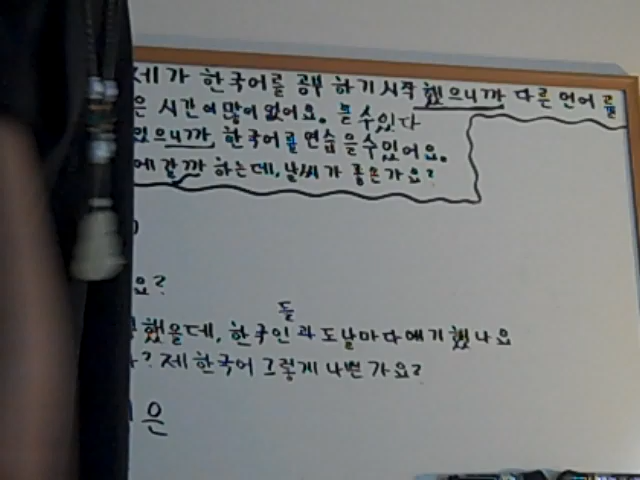 제가 한국어를 공부 하기 시작 했으니까 다른 언어를
은 시간이 많이 없어요. 들 수 있다
있으니까, 한국어를 연습 을 수 있어요.
에 갈까 하는데, 날씨가 좋은가요?
요?
들
했을데, 한국인 과도 날마다 얘기 했나요
? 제 한국어 그렇게 나쁜가요?
은